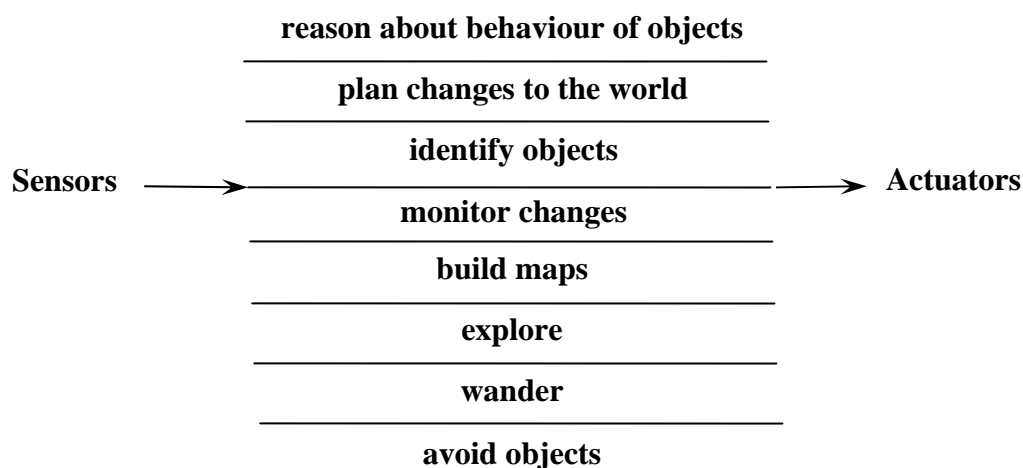 reason about behaviour of objects
plan changes to the world
identify objects
Sensors
Actuators
monitor changes
build maps
explore
wander
avoid objects